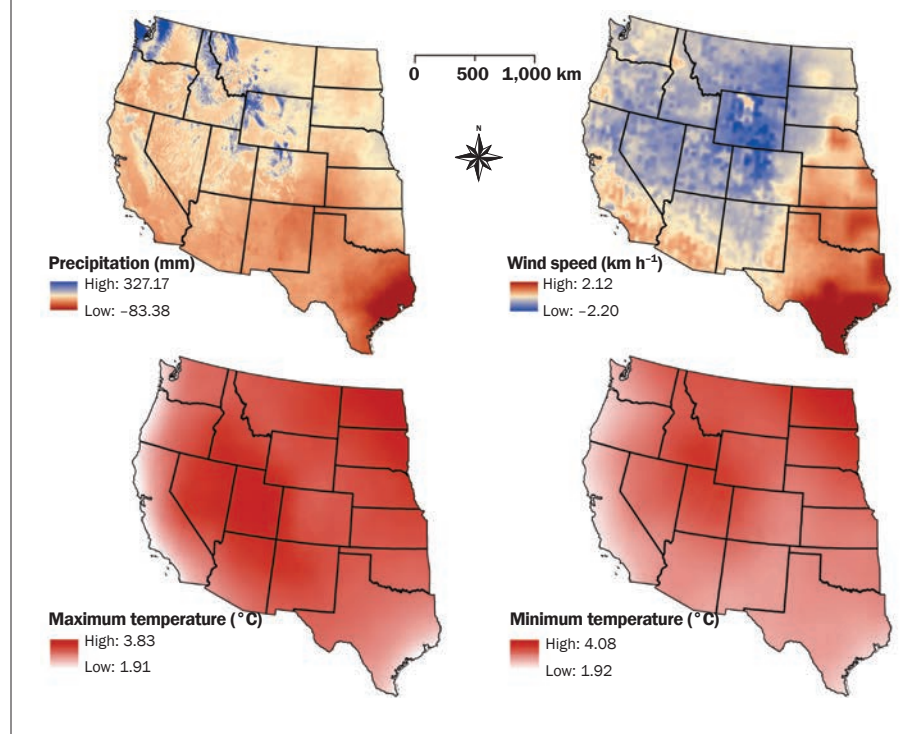 0 500 1,000 km
N
Precipitation (mm)
High: 327.17
Low: –83.38
Wind speed (km h⁻¹)
High: 2.12
Low: –2.20
Maximum temperature (°C)
High: 3.83
Low: 1.91
Minimum temperature (°C)
High: 4.08
Low: 1.92